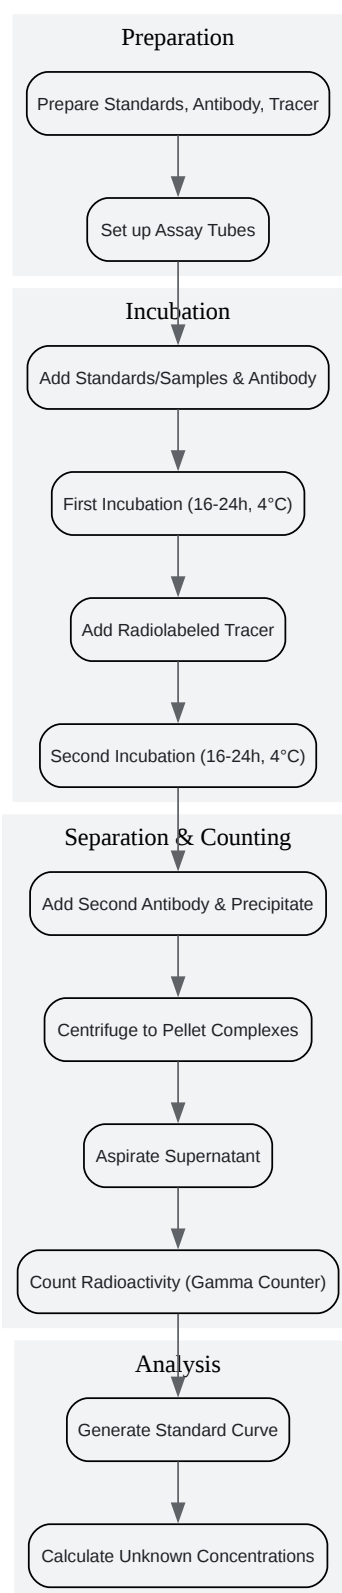 Preparation
Prepare Standards, Antibody, Tracer
Set up Assay Tubes
Incubation
Add Standards/Samples & Antibody
First Incubation (16-24h, 4°C)
Add Radiolabeled Tracer
Second Incubation (16-24h, 4°C)
Separation & Counting
Add Second Antibody & Precipitate
Centrifuge to Pellet Complexes
Aspirate Supernatant
Count Radioactivity (Gamma Counter)
Analysis
Generate Standard Curve
Calculate Unknown Concentrations